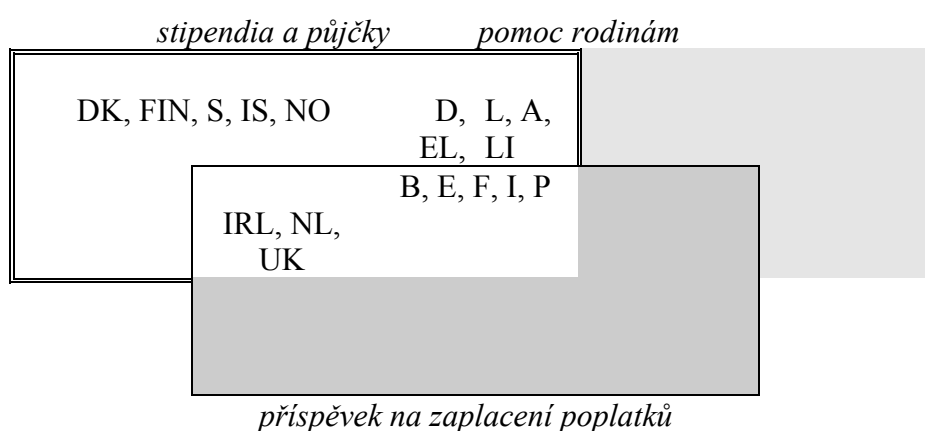 stipendia a půjčky pomoc rodinám
DK, FIN, S, IS, NO D, L, A,
EL, LI
B, E, F, I, P
IRL, NL,
UK
příspěvek na zaplacení poplatků